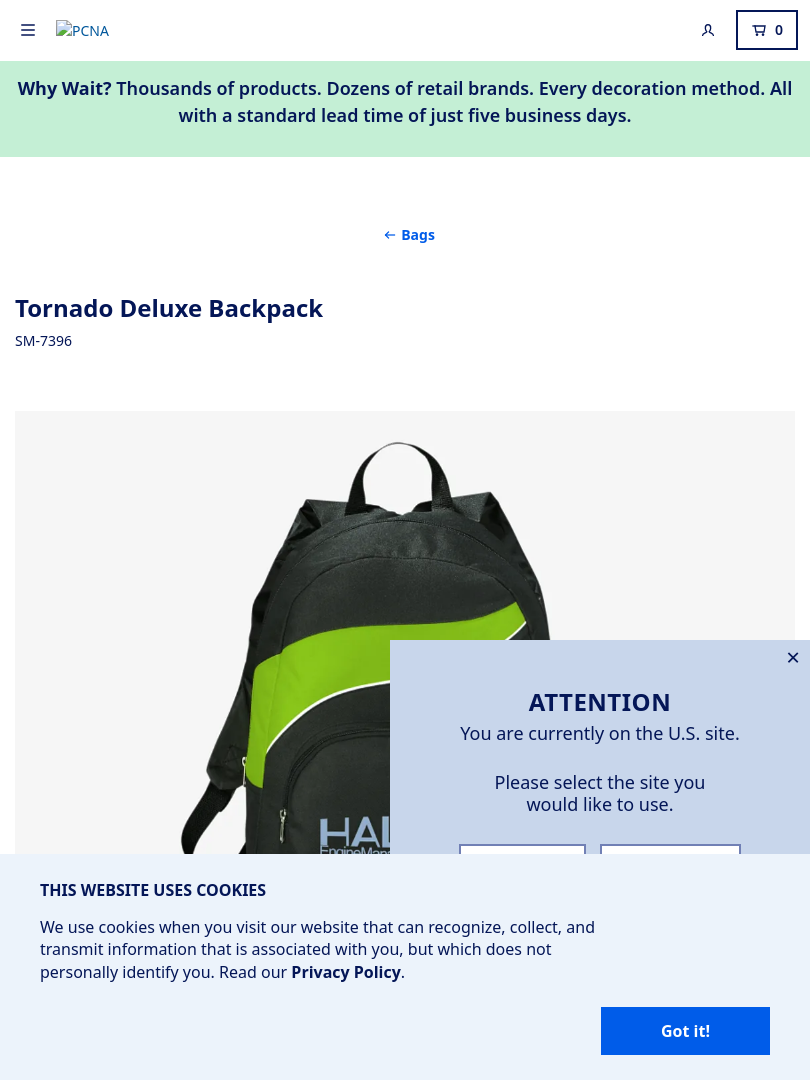 PCNA
0
Why Wait? Thousands of products. Dozens of retail brands. Every decoration method. All
with a standard lead time of just five business days.
← Bags
Tornado Deluxe Backpack
SM-7396
ATTENTION
You are currently on the U.S. site.
Please select the site you
would like to use.
HAL
THIS WEBSITE USES COOKIES
We use cookies when you visit our website that can recognize, collect, and
transmit information that is associated with you, but which does not
personally identify you. Read our Privacy Policy.
Got it!